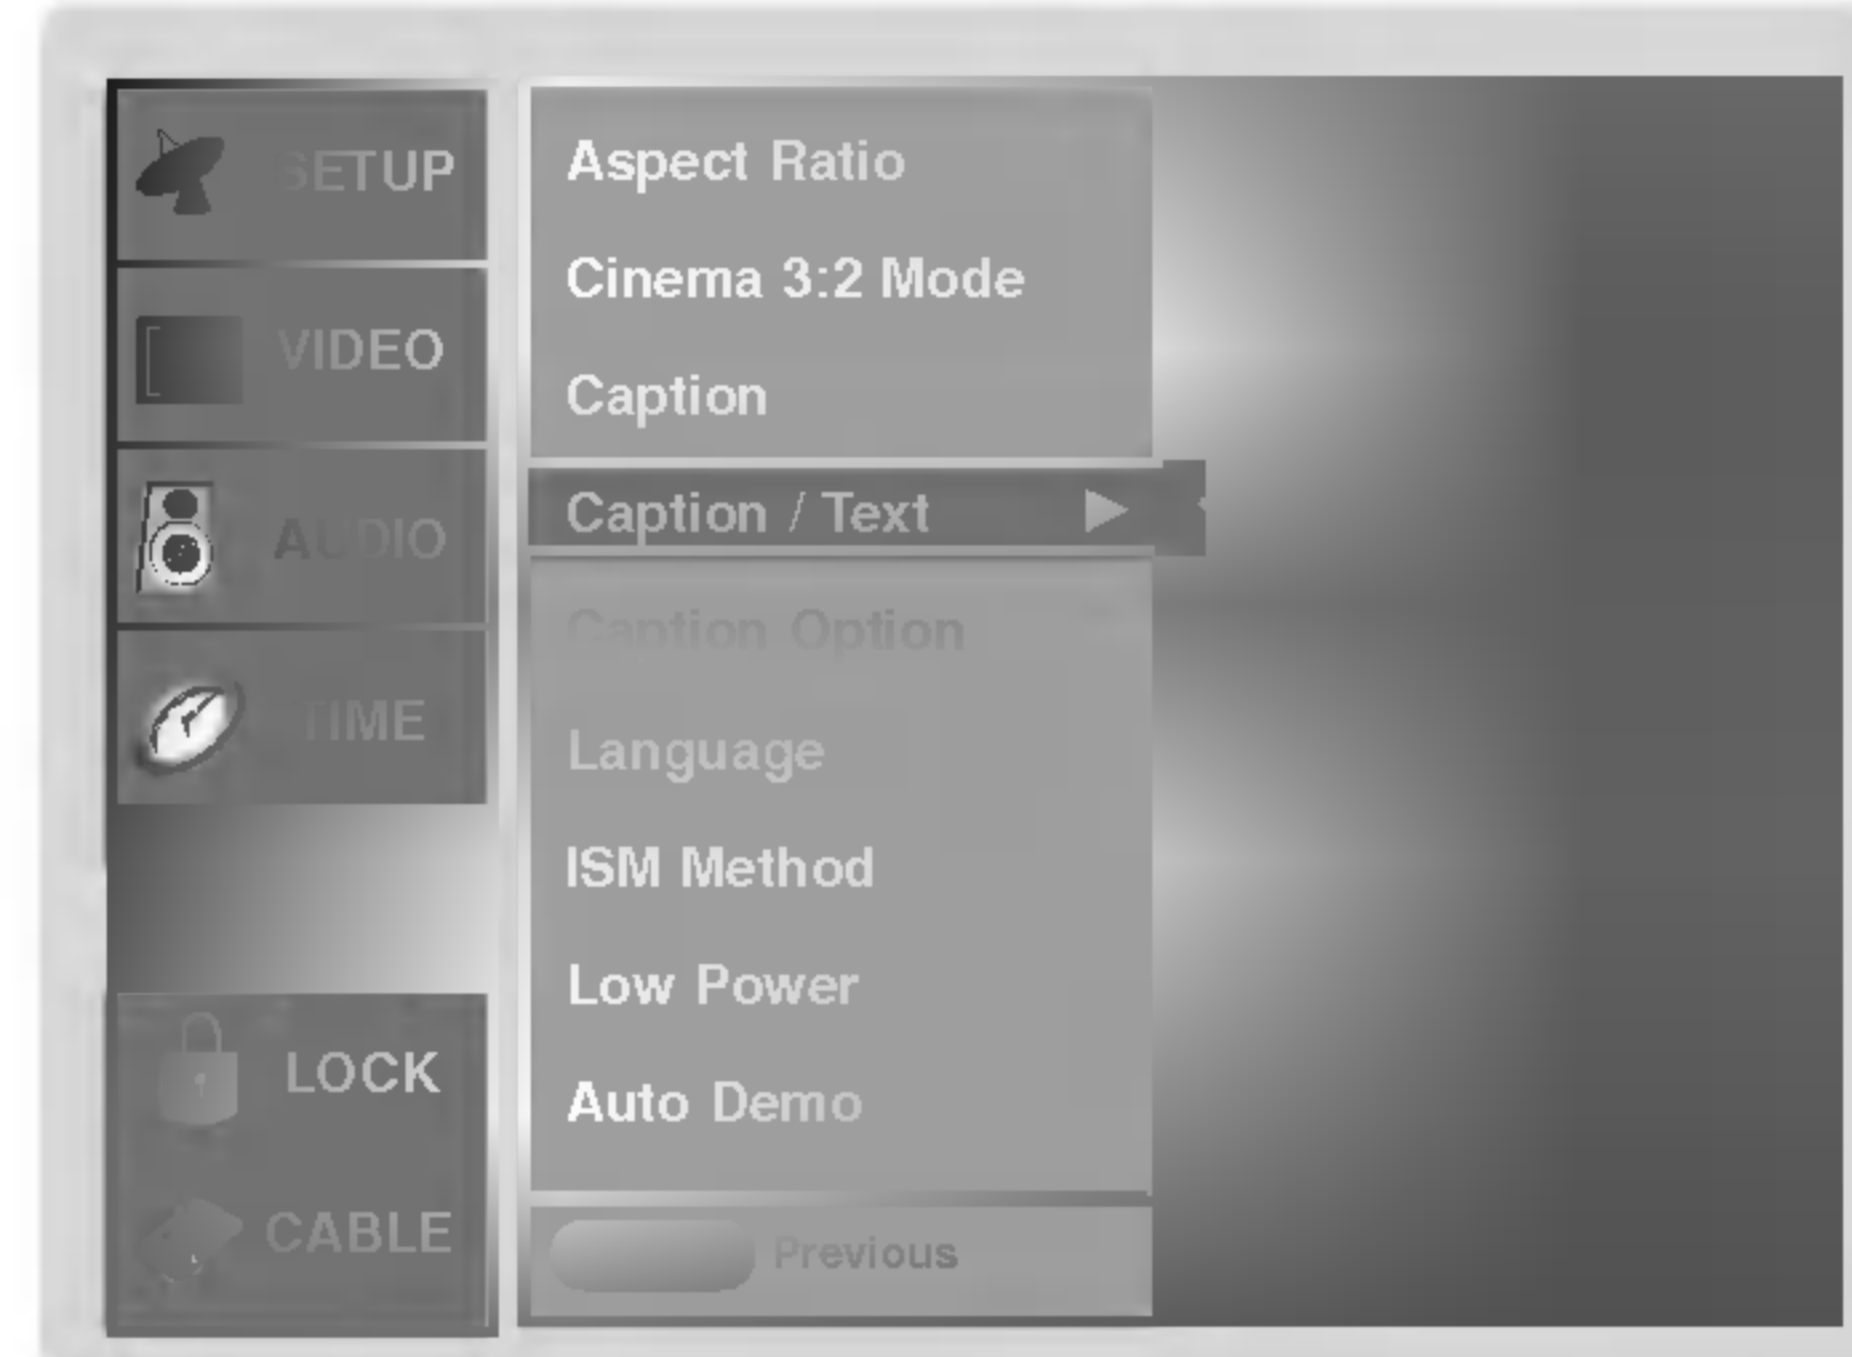 SETUP
VIDEO
AUDIO
TIME
LOCK
CABLE
Aspect Ratio
Cinema 3:2 Mode
Caption
Caption / Text
Caption Option
Language
ISM Method
Low Power
Auto Demo
Previous